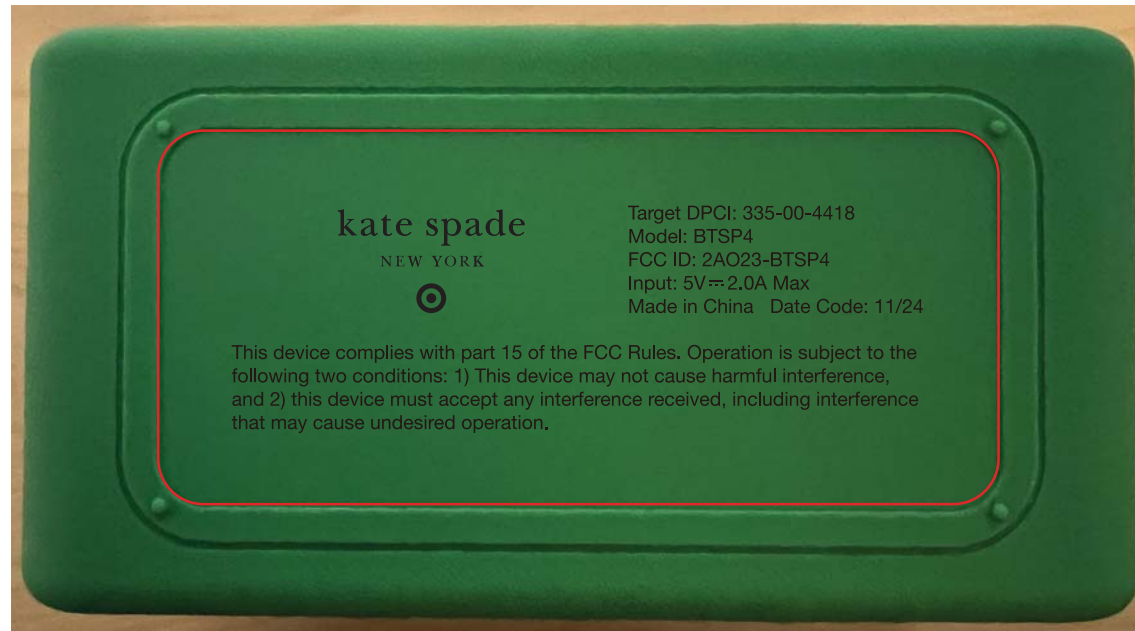 kate spade
NEW YORK
Target DPCI: 335-00-4418
Model: BTSP4
FCC ID: 2AO23-BTSP4
Input: 5V⎓2.0A Max
Made in China   Date Code: 11/24
This device complies with part 15 of the FCC Rules. Operation is subject to the
following two conditions: 1) This device may not cause harmful interference,
and 2) this device must accept any interference received, including interference
that may cause undesired operation.